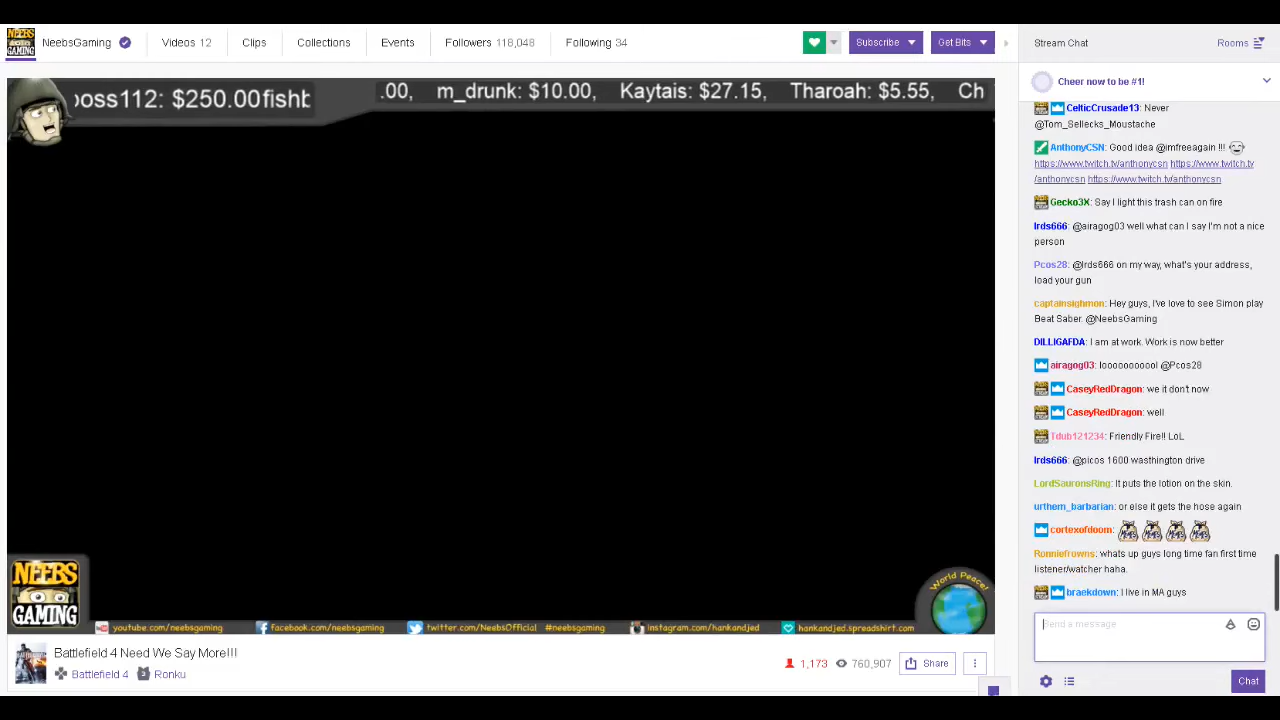 NEEBS
GAMING
NeebsGaming
Videos 12
Clips
Collections
Events
Followers 118,048
Following 34
Subscribe
Get Bits
Stream Chat
Rooms
Cheer now to be #1!
boss112: $250.00fishb
.00, m_drunk: $10.00, Kaytais: $27.15, Tharoah: $5.55, Ch
CelticCrusade13: Never
@Tom_Sellecks_Moustache
AnthonyCSN: Good idea @imfreeagain !!!
https://www.twitch.tv/anthonycsn https://www.twitch.tv
/anthonycsn https://www.twitch.tv/anthonycsn
Gecko3X: Say I light this trash can on fire
lrds666: @airagog03 well what can I say I'm not a nice
person
Pcos28: @lrds666 on my way, what's your address,
load your gun
captainsighmon: Hey guys, I've love to see Simon play
Beat Saber. @NeebsGaming
DILLIGAFDA: I am at work. Work is now better
airagog03: looooooooool @Pcos28
CaseyRedDragon: we it don't now
CaseyRedDragon: well
Tdub121234: Friendly Fire!! LoL
lrds666: @picos 1600 wasthington drive
LordSauronsRing: It puts the lotion on the skin.
urthem_barbarian: or else it gets the hose again
cortexofdoom:
Ronniefrowns: whats up guys long time fan first time
listener/watcher haha.
braekdown: I live in MA guys
Send a message
Chat
NEEBS
GAMING
World Peace!
youtube.com/neebsgaming
facebook.com/neebsgaming
twitter.com/NeebsOfficial #neebsgaming
instagram.com/hankandjed
hankandjed.spreadshirt.com
Battlefield 4 Need We Say More!!!
Battlefield 4
Ronku
1,173
760,907
Share